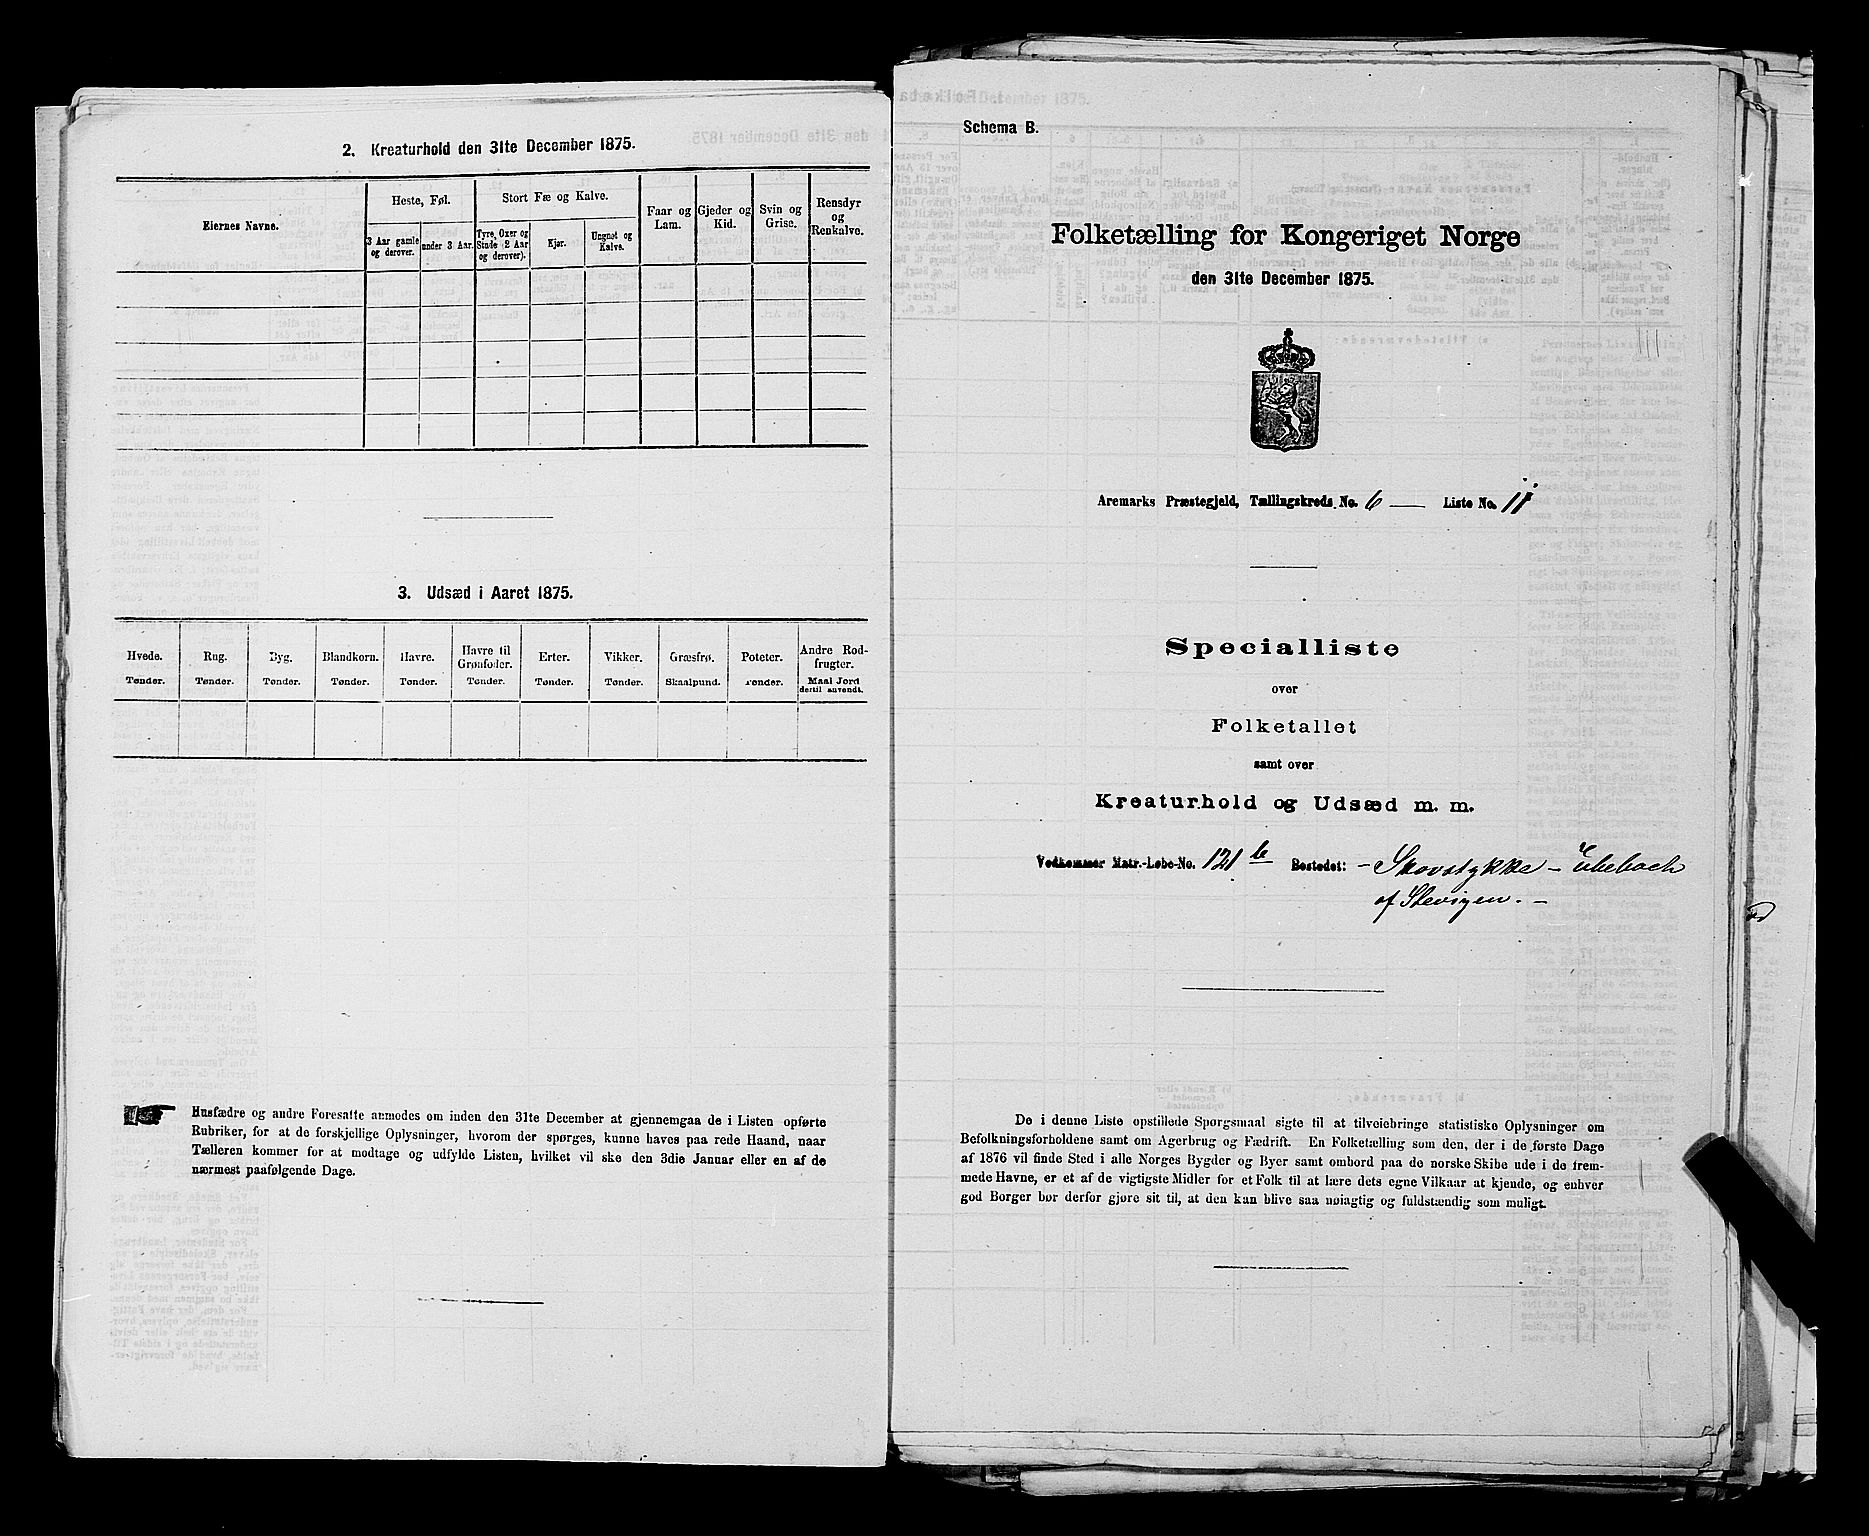 2. Kreaturhold den 31te December 1875.
Eiernes Navne.
Heste, Føl.
Stort Fæ og Kalve.
Faar og Lam.
Gjeder og Kid.
Svin og Grise.
Rensdyr og Renkalve.
3 Aar gamle og derover.
under 3 Aar.
Tyre, Oxer og Stude (2 Aar og derover).
Kjør.
Ungnøt og Kalve.
3. Udsæd i Aaret 1875.
Hvede. Rug. Byg. Blandkorn. Havre. Havre til Grønfoder. Erter. Vikker. Græsfrø. Poteter. Andre Rodfrugter.
Tønder. Tønder. Tønder. Tønder. Tønder. Tønder. Tønder. Tønder. Skaalpund. Tønder. Maal Jord dertil anvendt.
Husfædre og andre Foresatte anmodes om inden den 31te December at gjennemgaa de i Listen opførte
Rubriker, for at de forskjellige Oplysninger, hvorom der spørges, kunne haves paa rede Haand, naar
Tælleren kommer for at modtage og udfylde Listen, hvilket vil ske den 3die Januar eller en af de
nærmest paafølgende Dage.
Schema B.
Folketælling for Kongeriget Norge
den 31te December 1875.
Aremarks Præstegjeld, Tællingskreds No. 6 — Liste No. 11
Specialliste
over
Folketallet
samt over
Kreaturhold og Udsæd m. m.
Vedkommer Matr.-Løbe-No. 121 b Bostedet: - Skovstykke -
af
De i denne Liste opstillede Spørgsmaal sigte til at tilveiebringe statistiske Oplysninger om
Befolkningsforholdene samt om Agerbrug og Fædrift. En Folketælling som den, der i de første Dage
af 1876 vil finde Sted i alle Norges Bygder og Byer samt ombord paa de norske Skibe ude i de frem-
mede Havne, er et af de vigtigste Midler for et Folk til at lære dets egne Vilkaar at kjende, og enhver
god Borger bør derfor gjøre sit til, at den kan blive saa nøiagtig og fuldstændig som muligt.